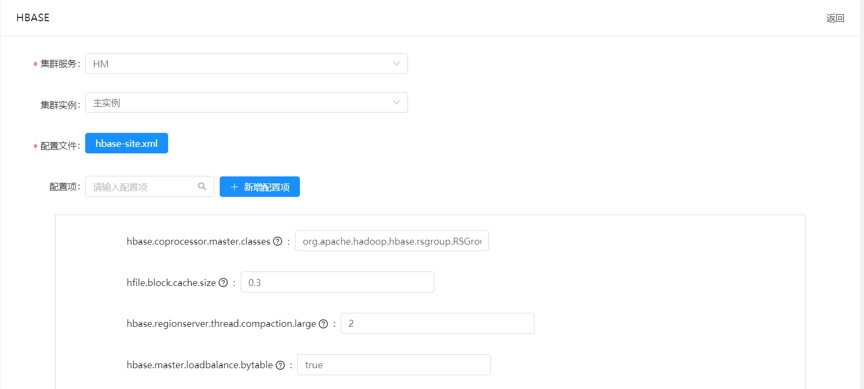 HBASE 返回
* 集群服务: HM
集群实例: 主实例
* 配置文件: hbase-site.xml
配置项: 请输入配置项 + 新增配置项
hbase.coprocessor.master.classes ? : org.apache.hadoop.hbase.rsgroup.RSGrou
hfile.block.cache.size ? : 0.3
hbase.regionserver.thread.compaction.large ? : 2
hbase.master.loadbalance.bytable ? : true